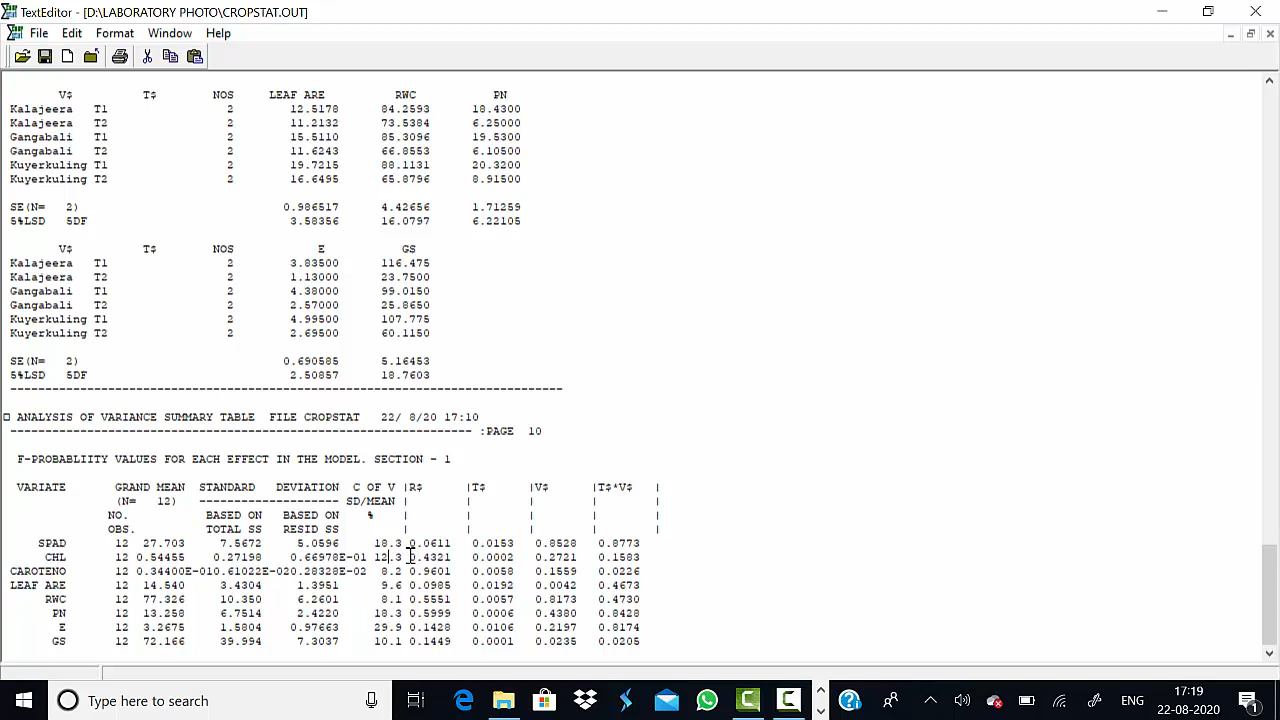 TextEditor - [D:\LABORATORY PHOTO\CROPSTAT.OUT]
File Edit Format Window Help
V$ T$ NOS LEAF ARE RWC PN
Kalajeera T1 2 12.5178 84.2593 18.4300
Kalajeera T2 2 11.2132 73.5384 6.25000
Gangabali T1 2 15.5110 85.3096 19.5300
Gangabali T2 2 11.6243 66.8553 6.10500
Kuyerkuling T1 2 19.7215 88.1131 20.3200
Kuyerkuling T2 2 16.6495 65.8796 8.91500
SE(N= 2) 0.986517 4.42656 1.71259
5%LSD 5DF 3.58356 16.0797 6.22105
V$ T$ NOS E GS
Kalajeera T1 2 3.83500 116.475
Kalajeera T2 2 1.13000 23.7500
Gangabali T1 2 4.38000 99.0150
Gangabali T2 2 2.57000 25.8650
Kuyerkuling T1 2 4.99500 107.775
Kuyerkuling T2 2 2.69500 60.1150
SE(N= 2) 0.690585 5.16453
5%LSD 5DF 2.50857 18.7603
-------------------------------------------------------------------------------
□ ANALYSIS OF VARIANCE SUMMARY TABLE FILE CROPSTAT 22/ 8/20 17:10
------------------------------------------------------------------ :PAGE 10
F-PROBABLIITY VALUES FOR EACH EFFECT IN THE MODEL. SECTION - 1
VARIATE GRAND MEAN STANDARD DEVIATION C OF V |R$ |T$ |V$ |T$*V$ |
(N= 12) -------------------- SD/MEAN | | | | |
NO. BASED ON BASED ON % | | | | |
OBS. TOTAL SS RESID SS | | | | |
SPAD 12 27.703 7.5672 5.0596 18.3 0.0611 0.0153 0.8528 0.8773
CHL 12 0.54455 0.27198 0.66978E-01 12.3 0.4321 0.0002 0.2721 0.1583
CAROTENO 12 0.34400E-010.61022E-020.28328E-02 8.2 0.9601 0.0058 0.1559 0.0226
LEAF ARE 12 14.540 3.4304 1.3951 9.6 0.0985 0.0192 0.0042 0.4673
RWC 12 77.326 10.350 6.2601 8.1 0.5551 0.0057 0.8173 0.4730
PN 12 13.258 6.7514 2.4220 18.3 0.5999 0.0006 0.4380 0.8428
E 12 3.2675 1.5804 0.97663 29.9 0.1428 0.0106 0.2197 0.8174
GS 12 72.166 39.994 7.3037 10.1 0.1449 0.0001 0.0235 0.0205
Type here to search ENG 17:19
22-08-2020 1